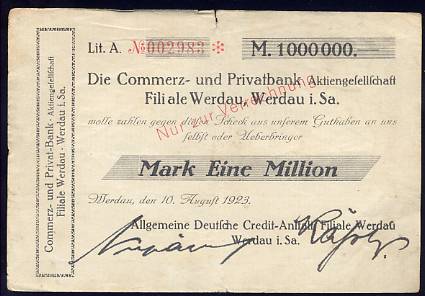 Lit. A. No 002983 *
M. 1000000.
Die Commerz- und Privatbank Aktiengesellschaft
Filiale Werdau, Werdau i. Sa.
wolle zahlen gegen diesen Scheck aus unserem Guthaben an uns
selbst oder Ueberbringer
Nur zur Verrechnung
Mark Eine Million
Werdau, den 10. August 1923.
Allgemeine Deutsche Credit-Anstalt Filiale Werdau
Werdau i. Sa.
Commerz- und Privat-Bank - Aktiengesellschaft
Filiale Werdau - Werdau i. Sa.